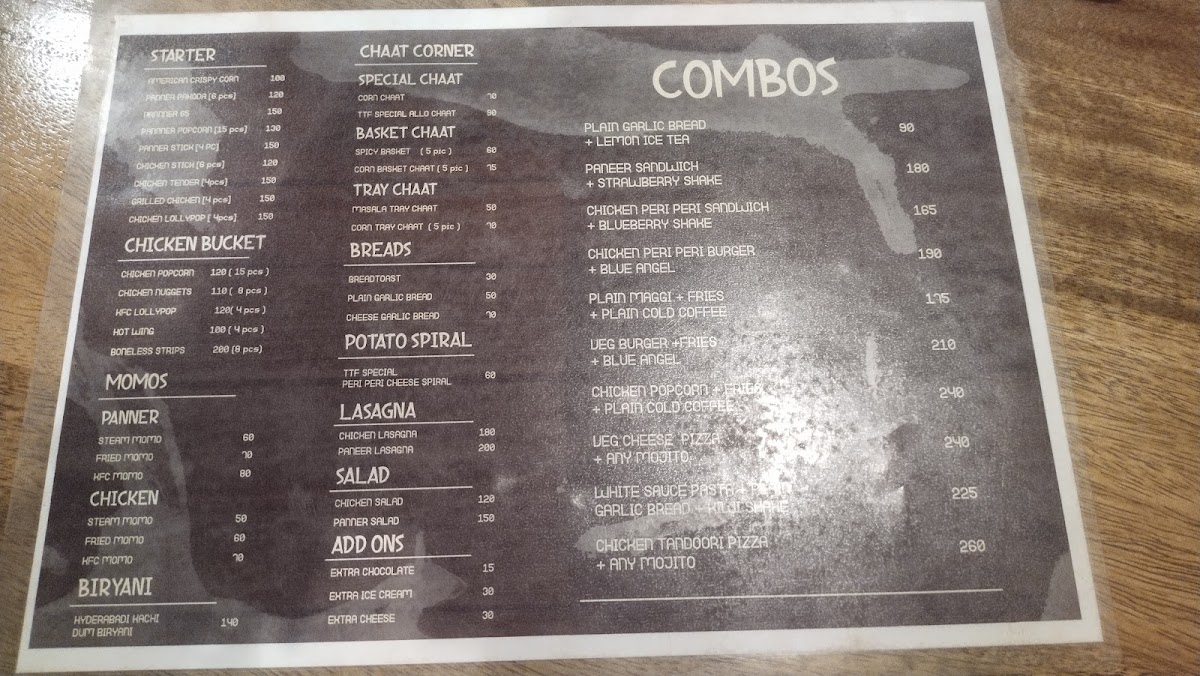 STARTER
AMERICAN CRISPY CORN 100
PANNER PAKODA [6 pcs] 120
PANNNER 65 150
PANNNER POPCORN [15 pcs] 130
PANNER STICK [4 PC] 150
CHICKEN STICK [6 pcs] 120
CHICKEN TENDER [4pcs] 150
GRILLED CHICKEN [4 pcs] 150
CHICKEN LOLLYPOP [ 4pcs] 150
CHICKEN BUCKET
CHICKEN POPCORN 120 ( 15 pcs )
CHICKEN NUGGETS 110 ( 8 pcs )
KFC LOLLYPOP 120( 4 pcs )
HOT WING 100 ( 4 pcs )
BONELESS STRIPS 200 (8 pcs)
MOMOS
PANNER
STEAM MOMO 60
FRIED MOMO 70
KFC MOMO 80
CHICKEN
STEAM MOMO 50
FRIED MOMO 60
KFC MOMO 70
BIRYANI
HYDERABADI KACHI
DUM BIRYANI 140
CHAAT CORNER
SPECIAL CHAAT
CORN CHAAT 70
TTF SPECIAL ALLO CHAAT 90
BASKET CHAAT
SPICY BASKET ( 5 pic ) 60
CORN BASKET CHAAT ( 5 pic ) 75
TRAY CHAAT
MASALA TRAY CHAAT 50
CORN TRAY CHAAT ( 5 pic ) 70
BREADS
BREADTOAST 30
PLAIN GARLIC BREAD 50
CHEESE GARLIC BREAD 70
POTATO SPIRAL
TTF SPECIAL
PERI PERI CHEESE SPIRAL 60
LASAGNA
CHICKEN LASAGNA 180
PANEER LASAGNA 200
SALAD
CHICKEN SALAD 120
PANNER SALAD 150
ADD ONS
EXTRA CHOCOLATE 15
EXTRA ICE CREAM 30
EXTRA CHEESE 30
COMBOS
PLAIN GARLIC BREAD 90
+ LEMON ICE TEA
PANEER SANDWICH 180
+ STRAWBERRY SHAKE
CHICKEN PERI PERI SANDWICH 165
+ BLUEBERRY SHAKE
CHICKEN PERI PERI BURGER 190
+ BLUE ANGEL
PLAIN MAGGI + FRIES 175
+ PLAIN COLD COFFEE
VEG BURGER +FRIES 210
+ BLUE ANGEL
CHICKEN POPCORN + FRIES 240
+ PLAIN COLD COFFEE
VEG CHEESE PIZZA 240
+ ANY MOJITO
WHITE SAUCE PASTA + 225
GARLIC BREAD + KIWI SHAKE
CHICKEN TANDOORI PIZZA 260
+ ANY MOJITO